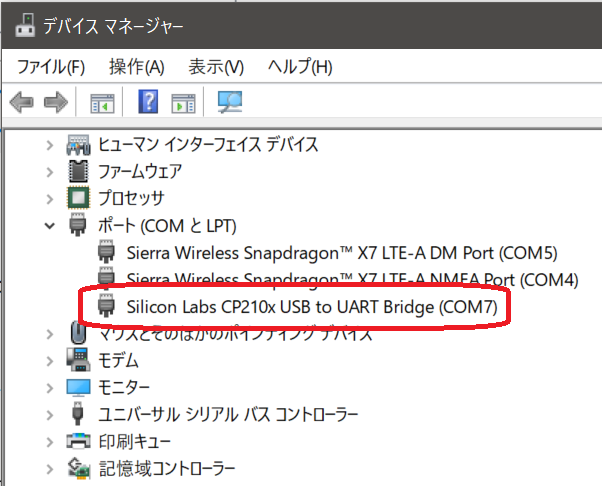 デバイス マネージャー
ファイル(F) 操作(A) 表示(V) ヘルプ(H)
ヒューマン インターフェイス デバイス
ファームウェア
プロセッサ
ポート (COM と LPT)
Sierra Wireless Snapdragon™ X7 LTE-A DM Port (COM5)
Sierra Wireless Snapdragon™ X7 LTE-A NMEA Port (COM4)
Silicon Labs CP210x USB to UART Bridge (COM7)
マウスとそのほかのポインティング デバイス
モデム
モニター
ユニバーサル シリアル バス コントローラー
印刷キュー
記憶域コントローラー